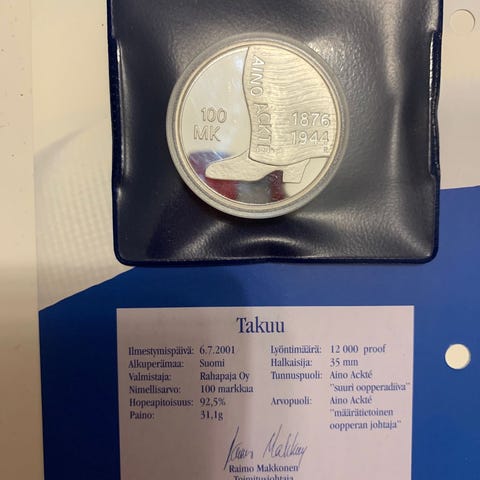 100
MK
AINO ACKTÉ
1876
1944
Takuu
Ilmestymispäivä: 6.7.2001
Alkuperämaa: Suomi
Valmistaja: Rahapaja Oy
Nimellisarvo: 100 markkaa
Hopeapitoisuus: 92,5%
Paino: 31,1g
Lyöntimäärä: 12 000 proof
Halkaisija: 35 mm
Tunnuspuoli: Aino Ackté
"suuri oopperadiiva"
Arvopuoli: Aino Ackté
"määrätietoinen
oopperan johtaja"
Raimo Makkonen
Toimitusjohtaja